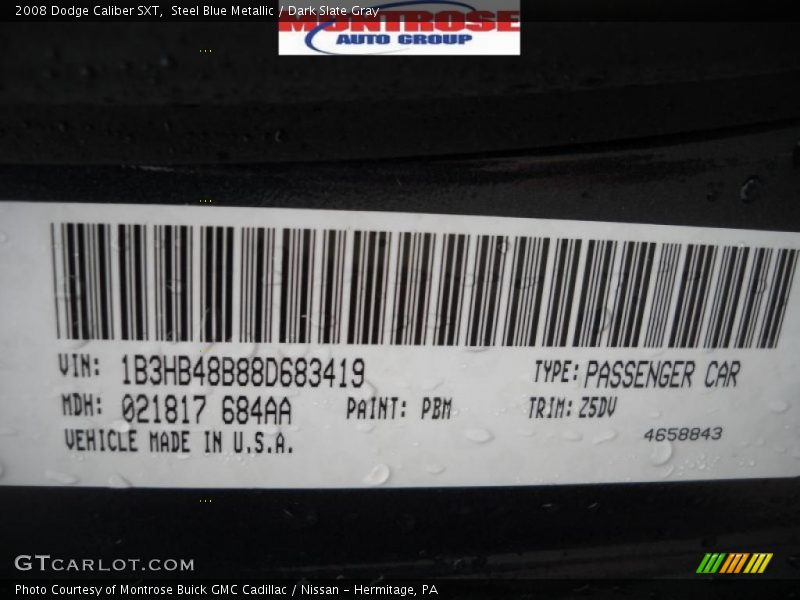 2008 Dodge Caliber SXT,  Steel Blue Metallic / Dark Slate Gray
MONTROSE
AUTO GROUP
VIN: 1B3HB48B88D683419
TYPE: PASSENGER CAR
MDH: 021817 684AA
PAINT: PBM
TRIM: Z5DV
VEHICLE MADE IN U.S.A.
4658843
GTCARLOT.COM
Photo Courtesy of Montrose Buick GMC Cadillac / Nissan - Hermitage, PA